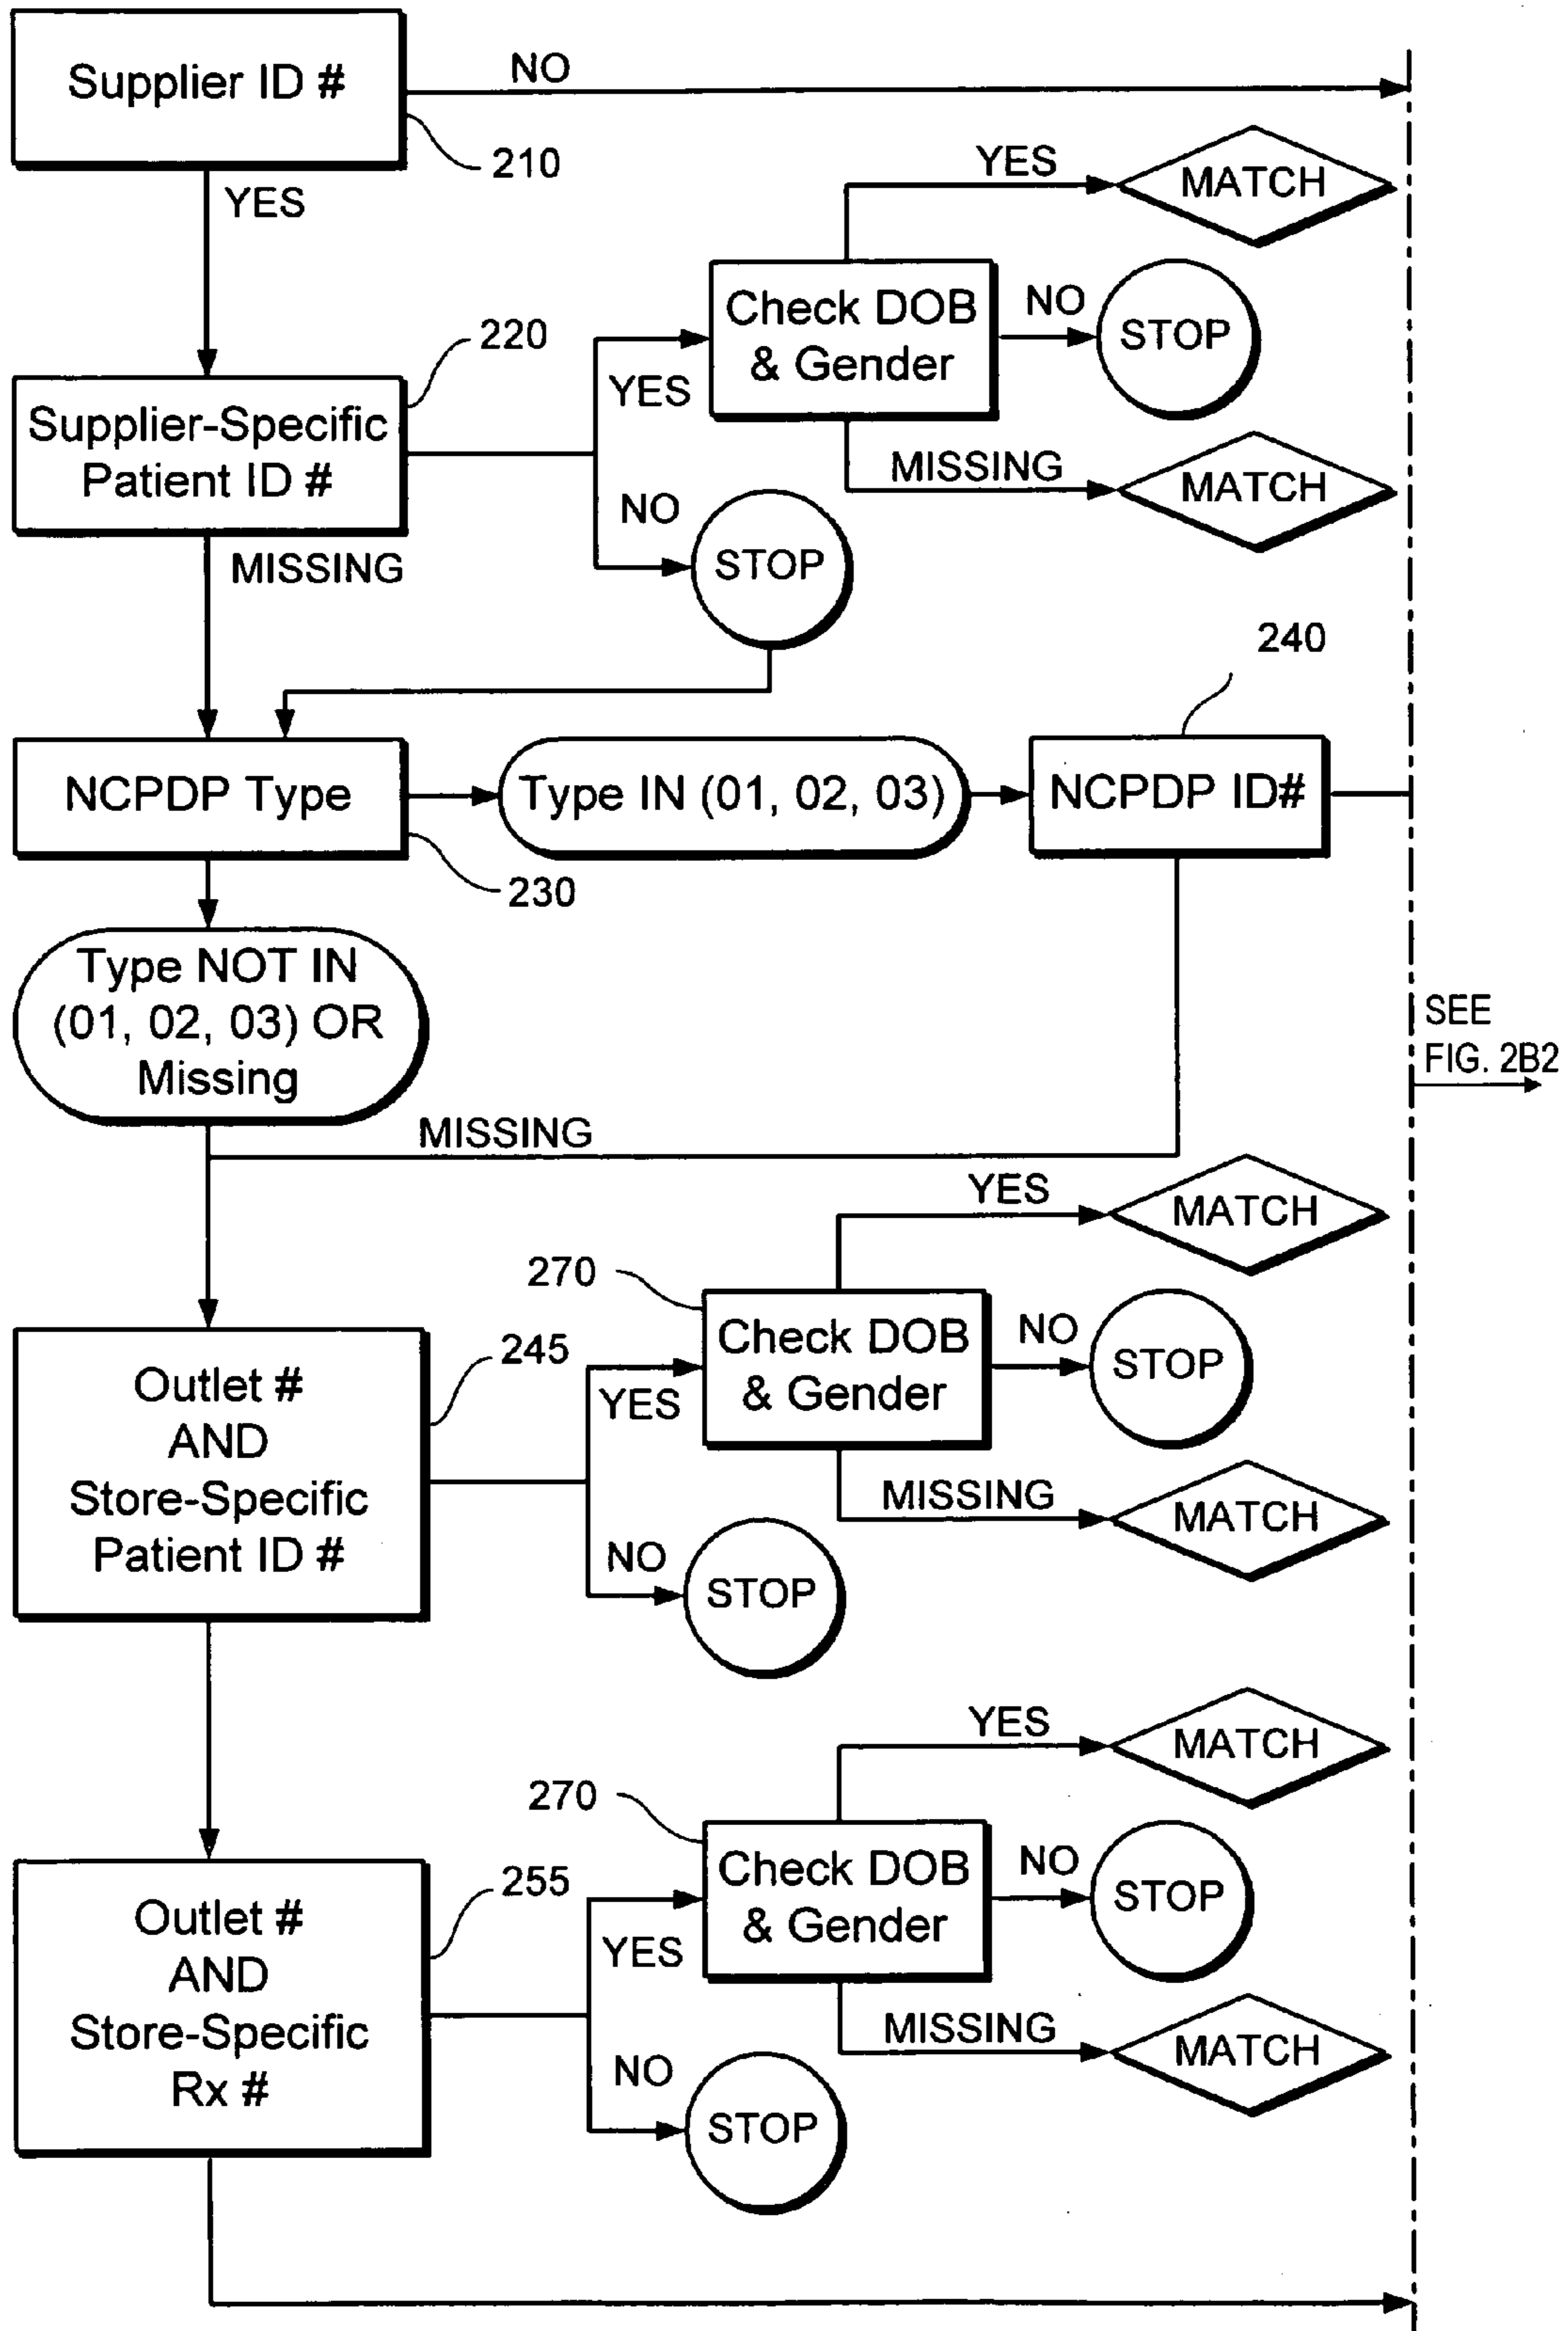 Supplier ID #
NO
210
YES
YES
MATCH
Check DOB
& Gender
NO
STOP
220
YES
Supplier-Specific
Patient ID #
MISSING
MATCH
NO
STOP
MISSING
240
NCPDP Type
Type IN (01, 02, 03)
NCPDP ID#
230
Type NOT IN
(01, 02, 03) OR
Missing
SEE
FIG. 2B2
MISSING
YES
MATCH
270
Check DOB
& Gender
NO
STOP
245
YES
Outlet #
AND
Store-Specific
Patient ID #
MISSING
MATCH
NO
STOP
YES
MATCH
270
Check DOB
& Gender
NO
STOP
255
YES
Outlet #
AND
Store-Specific
Rx #
MISSING
MATCH
NO
STOP